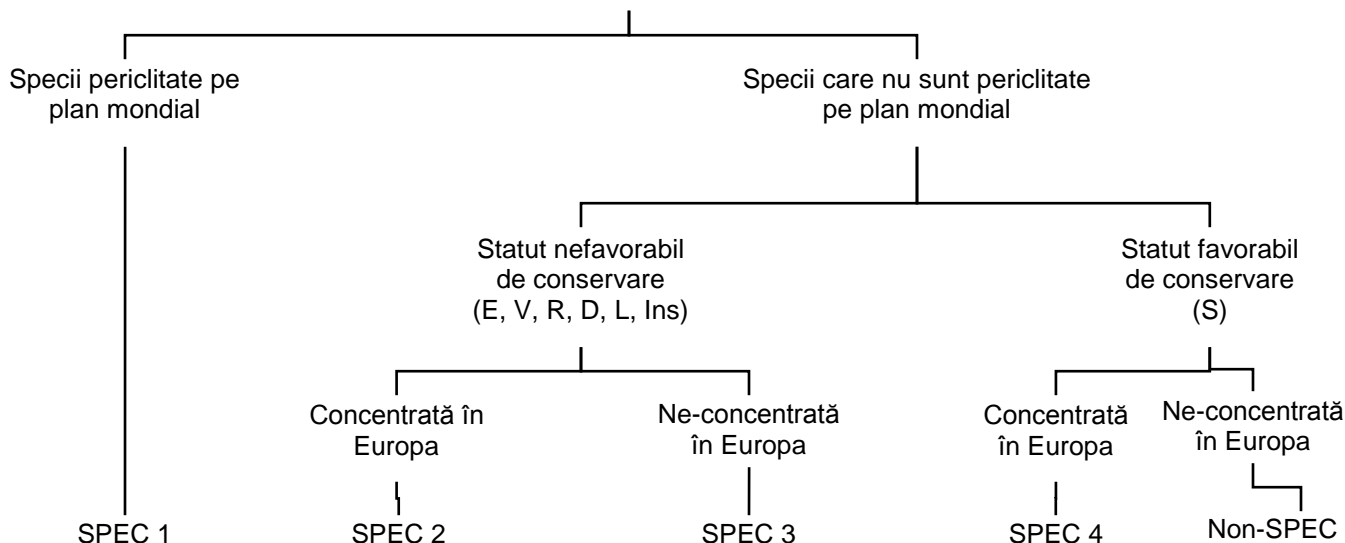 Specii periclitate pe
plan mondial
Specii care nu sunt periclitate
pe plan mondial
Statut nefavorabil
de conservare
(E, V, R, D, L, Ins)
Statut favorabil
de conservare
(S)
Concentrată în
Europa
Ne-concentrată
în Europa
Concentrată
în Europa
Ne-concentrată
în Europa
SPEC 1
SPEC 2
SPEC 3
SPEC 4
Non-SPEC